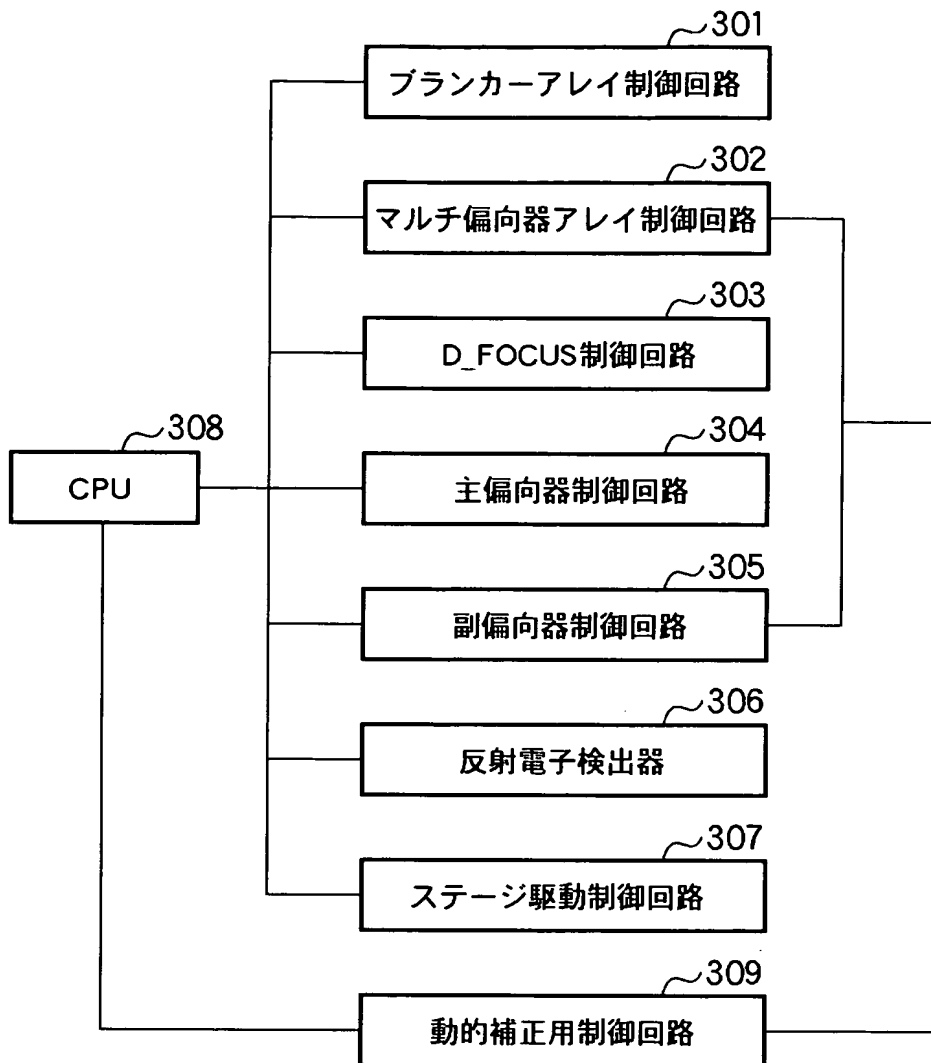 301
ブランカーアレイ制御回路
302
マルチ偏向器アレイ制御回路
303
D_FOCUS制御回路
308
CPU
304
主偏向器制御回路
305
副偏向器制御回路
306
反射電子検出器
307
ステージ駆動制御回路
309
動的補正用制御回路